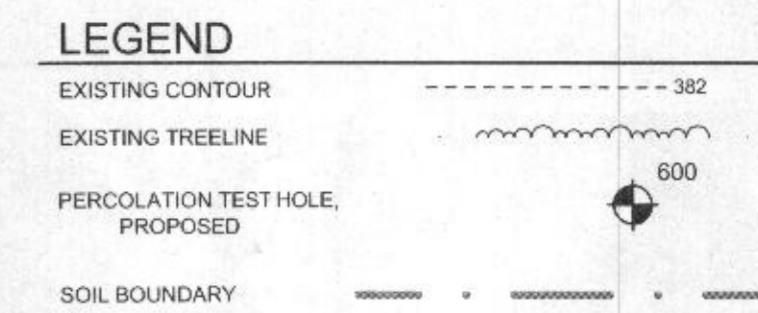 LEGEND
EXISTING CONTOUR 382
EXISTING TREELINE
600
PERCOLATION TEST HOLE,
PROPOSED
SOIL BOUNDARY